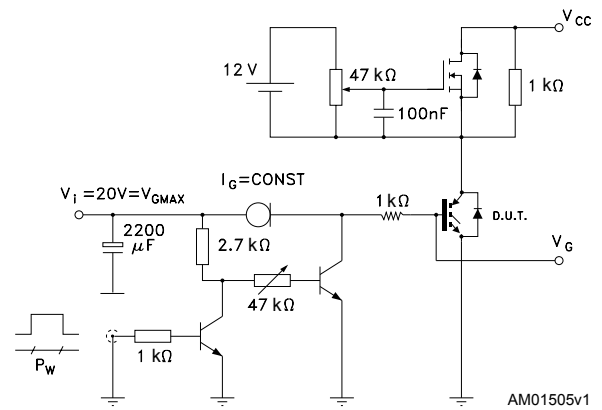 V_CC
12 V
47 kΩ
1 kΩ
100nF
I_G=CONST
V_i =20V=V_GMAX
1 kΩ
2200
μF
2.7 kΩ
D.U.T.
V_G
47 kΩ
1 kΩ
P_W
AM01505v1